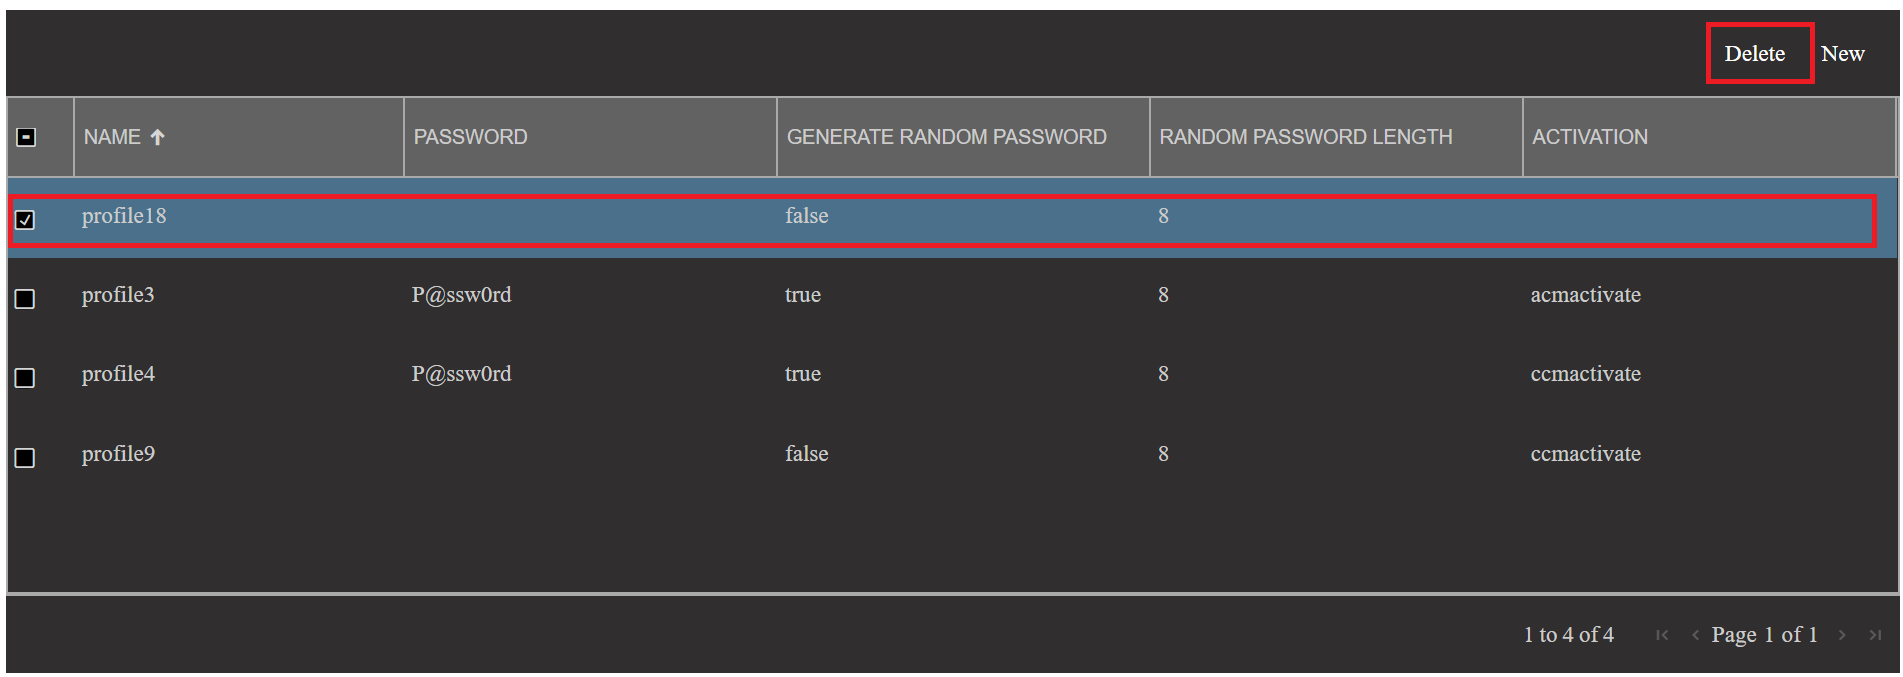 Delete New
NAME PASSWORD GENERATE RANDOM PASSWORD RANDOM PASSWORD LENGTH ACTIVATION
profile18 false 8
profile3 P@ssw0rd true 8 acmactivate
profile4 P@ssw0rd true 8 ccmactivate
profile9 false 8 ccmactivate
1 to 4 of 4 Page 1 of 1